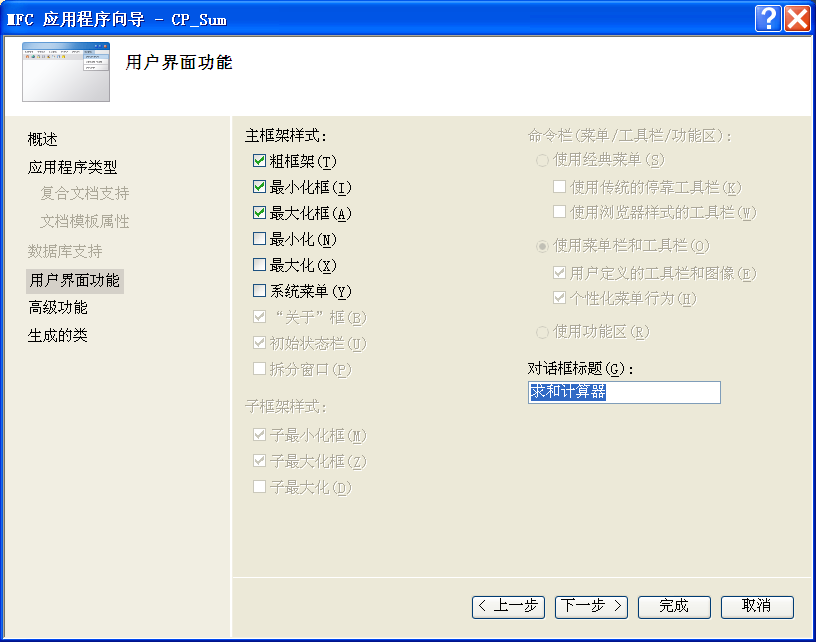 MFC 应用程序向导 - CP_Sum
用户界面功能
概述
应用程序类型
复合文档支持
文档模板属性
数据库支持
用户界面功能
高级功能
生成的类
主框架样式:
粗框架(T)
最小化框(I)
最大化框(A)
最小化(N)
最大化(X)
系统菜单(Y)
“关于”框(B)
初始状态栏(U)
拆分窗口(P)
子框架样式:
子最小化框(M)
子最大化框(Z)
子最大化(D)
命令栏(菜单/工具栏/功能区):
使用经典菜单(S)
使用传统的停靠工具栏(K)
使用浏览器样式的工具栏(W)
使用菜单栏和工具栏(O)
用户定义的工具栏和图像(E)
个性化菜单行为(H)
使用功能区(R)
对话框标题(G):
求和计算器
< 上一步
下一步 >
完成
取消